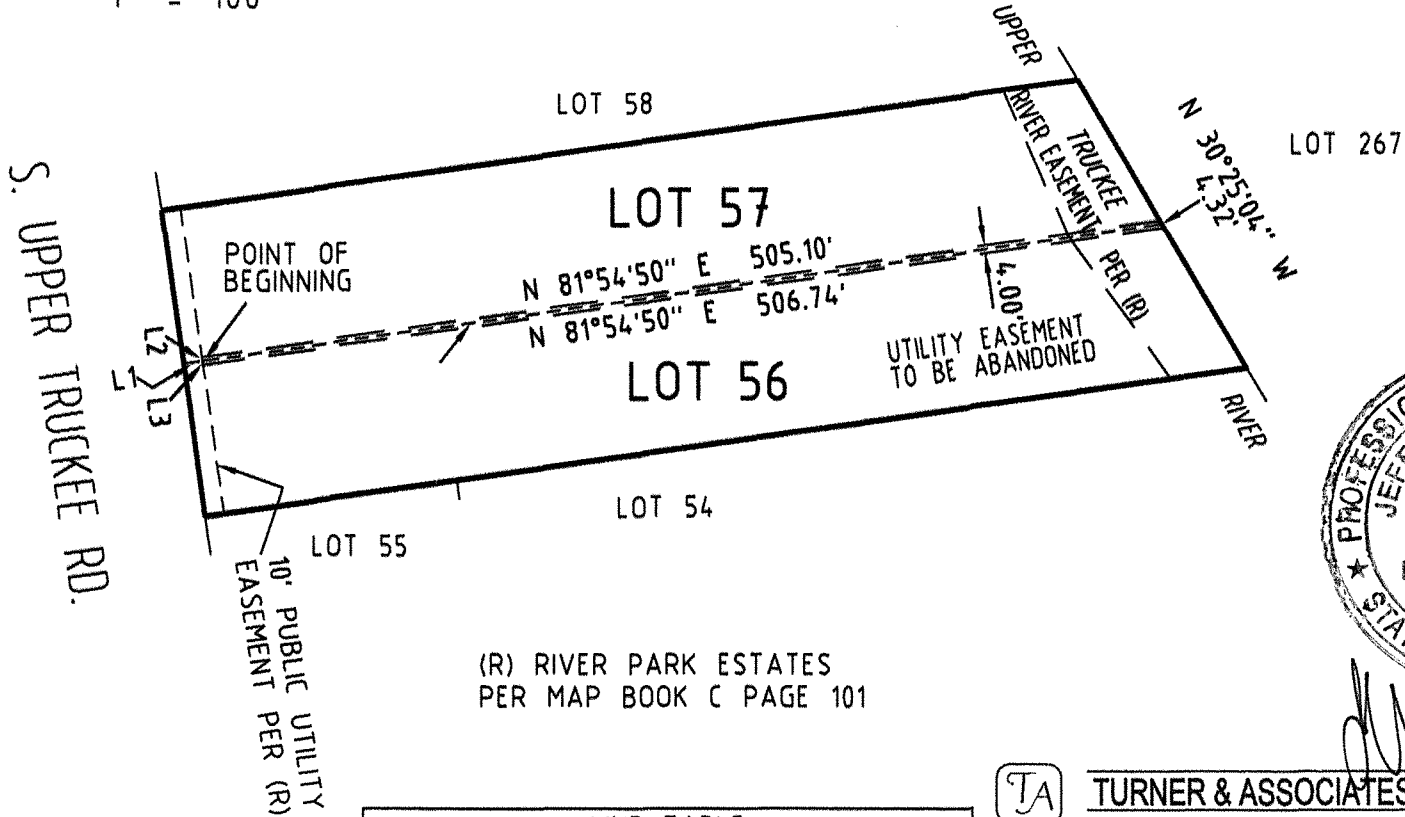 1" = 100'
UPPER
LOT 58
RIVER EASEMENT
TRUCKEE
N 30°25'04" W
4.32'
LOT 267
S. UPPER TRUCKEE RD.
LOT 57
POINT OF
BEGINNING
N 81°54'50" E 505.10'
N 81°54'50" E 506.74'
4.00'
PER (R)
L2
L1
L3
UTILITY EASEMENT
TO BE ABANDONED
LOT 56
RIVER
LOT 54
LOT 55
10' PUBLIC UTILITY
EASEMENT PER (R)
(R) RIVER PARK ESTATES
PER MAP BOOK C PAGE 101
TA
TURNER & ASSOCIATES